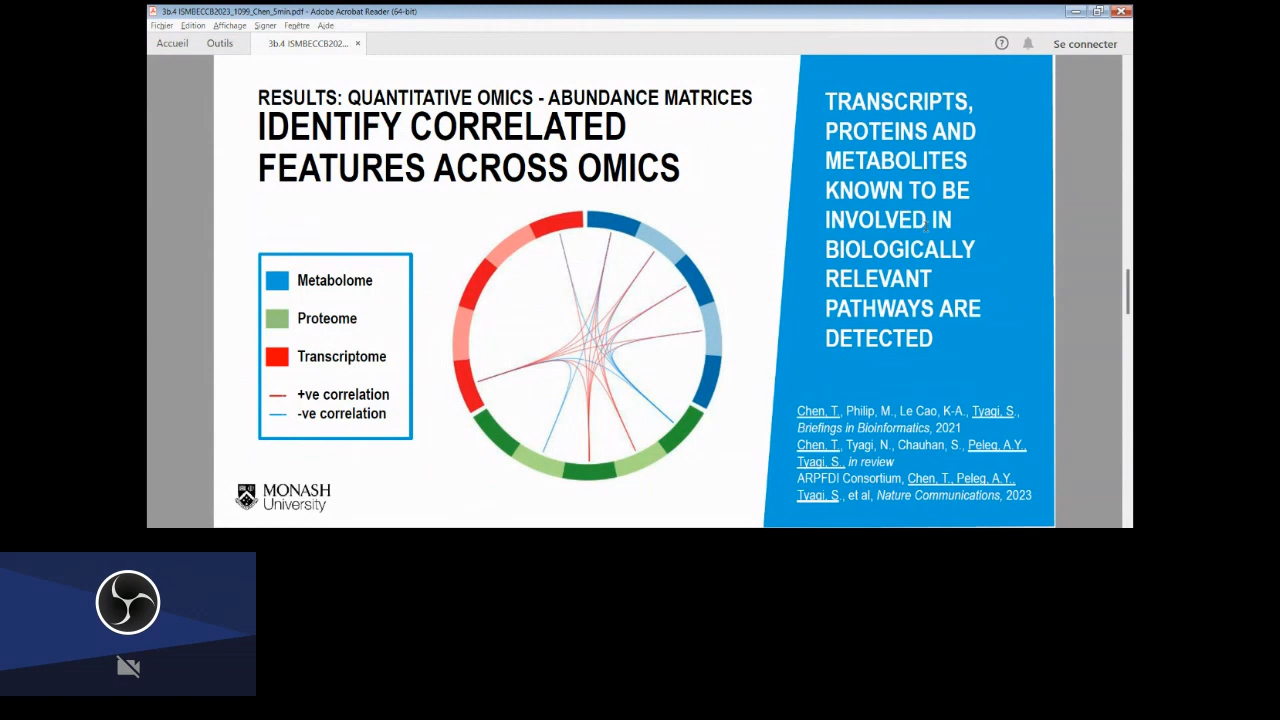 3b.4 ISMBECCB2023_1099_Chen_5min.pdf - Adobe Acrobat Reader (64-bit)
Fichier Edition Affichage Signer Fenêtre Aide
Accueil Outils 3b.4 ISMBECCB202... × ? Se connecter
RESULTS: QUANTITATIVE OMICS - ABUNDANCE MATRICES
IDENTIFY CORRELATED
FEATURES ACROSS OMICS
Metabolome
Proteome
Transcriptome
+ve correlation
-ve correlation
MONASH
University
TRANSCRIPTS,
PROTEINS AND
METABOLITES
KNOWN TO BE
INVOLVED IN
BIOLOGICALLY
RELEVANT
PATHWAYS ARE
DETECTED
Chen, T., Philip, M., Le Cao, K-A., Tyagi, S.,
Briefings in Bioinformatics, 2021
Chen, T., Tyagi, N., Chauhan, S., Peleg, A.Y.,
Tyagi, S., in review
ARPFDI Consortium, Chen, T., Peleg, A.Y.,
Tyagi, S., et al, Nature Communications, 2023